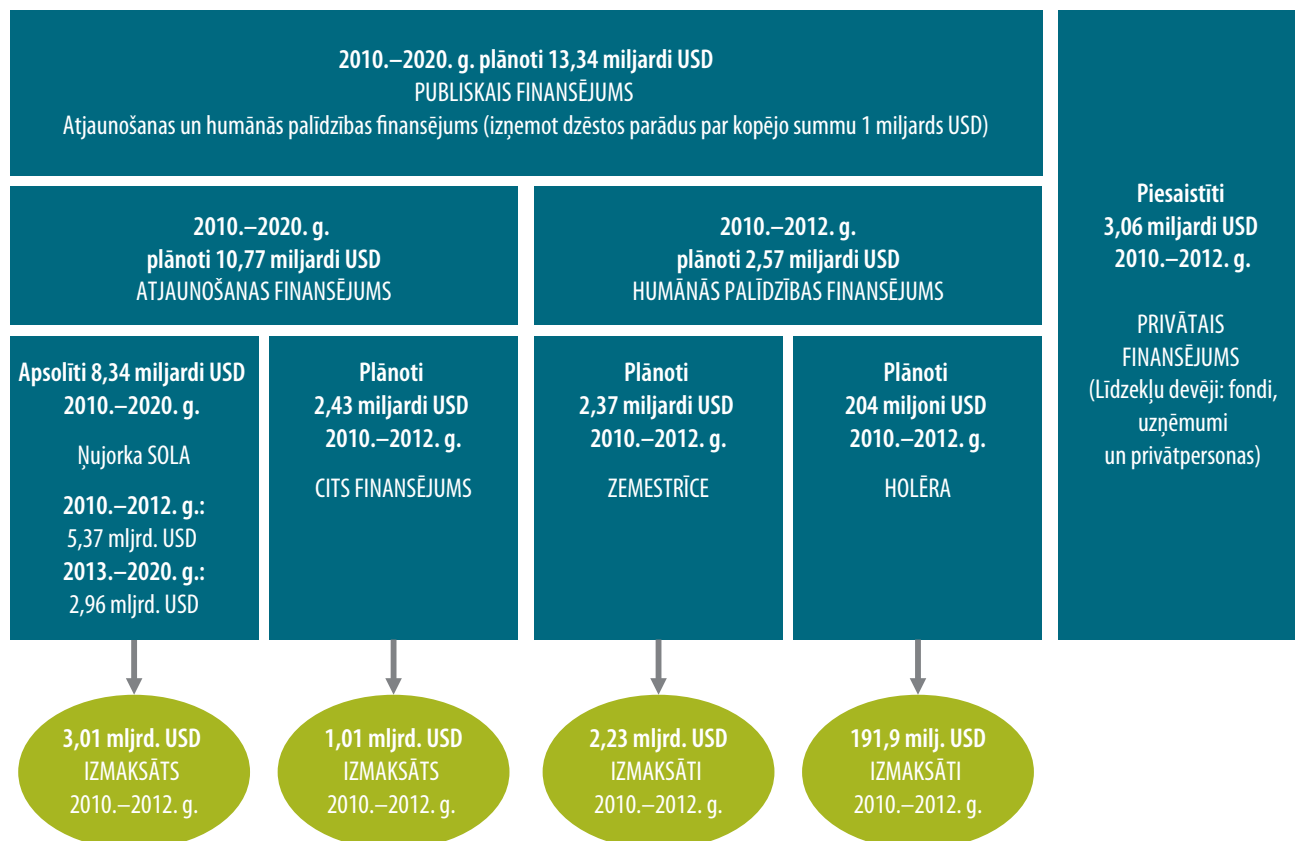 2010.–2020. g. plānoti 13,34 miljardi USD
PUBLISKAIS FINANSĒJUMS
Atjaunošanas un humānās palīdzības finansējums (izņemot dzēstos parādus par kopējo summu 1 miljards USD)
2010.–2020. g.
plānoti 10,77 miljardi USD
ATJAUNOŠANAS FINANSĒJUMS
2010.–2012. g.
plānoti 2,57 miljardi USD
HUMĀNĀS PALĪDZĪBAS FINANSĒJUMS
Apsolīti 8,34 miljardi USD
2010.–2020. g.
Ņujorka SOLA
2010.–2012. g.:
5,37 mljrd. USD
2013.–2020. g.:
2,96 mljrd. USD
Plānoti
2,43 miljardi USD
2010.–2012. g.
CITS FINANSĒJUMS
Plānoti
2,37 miljardi USD
2010.–2012. g.
ZEMESTRĪCE
Plānoti
204 miljoni USD
2010.–2012. g.
HOLĒRA
Piesaistīti
3,06 miljardi USD
2010.–2012. g.
PRIVĀTAIS
FINANSĒJUMS
(Līdzekļu devēji: fondi,
uzņēmumi
un privātpersonas)
3,01 mljrd. USD
IZMAKSĀTS
2010.–2012. g.
1,01 mljrd. USD
IZMAKSĀTS
2010.–2012. g.
2,23 mljrd. USD
IZMAKSĀTI
2010.–2012. g.
191,9 milj. USD
IZMAKSĀTI
2010.–2012. g.